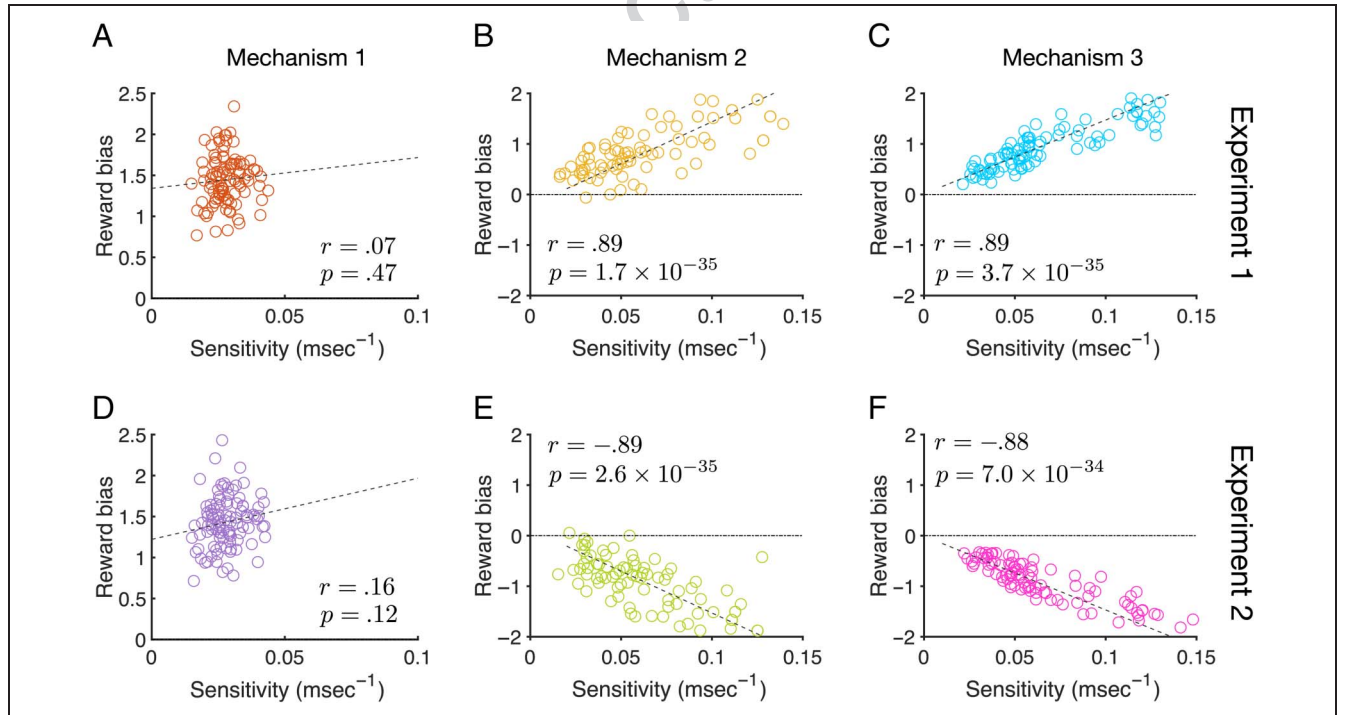 A
Mechanism 1
Reward bias
2.5
2
1.5
1
0.5
0
r = .07
p = .47
0
0.05
0.1
Sensitivity (msec⁻¹)
B
Mechanism 2
Reward bias
2
1
0
−1
−2
r = .89
p = 1.7 × 10⁻³⁵
0
0.05
0.1
0.15
Sensitivity (msec⁻¹)
C
Mechanism 3
Reward bias
2
1
0
−1
−2
r = .89
p = 3.7 × 10⁻³⁵
0
0.05
0.1
0.15
Sensitivity (msec⁻¹)
Experiment 1
D
Reward bias
2.5
2
1.5
1
0.5
0
r = .16
p = .12
0
0.05
0.1
Sensitivity (msec⁻¹)
E
Reward bias
2
1
0
−1
−2
r = −.89
p = 2.6 × 10⁻³⁵
0
0.05
0.1
0.15
Sensitivity (msec⁻¹)
F
Reward bias
2
1
0
−1
−2
r = −.88
p = 7.0 × 10⁻³⁴
0
0.05
0.1
0.15
Sensitivity (msec⁻¹)
Experiment 2